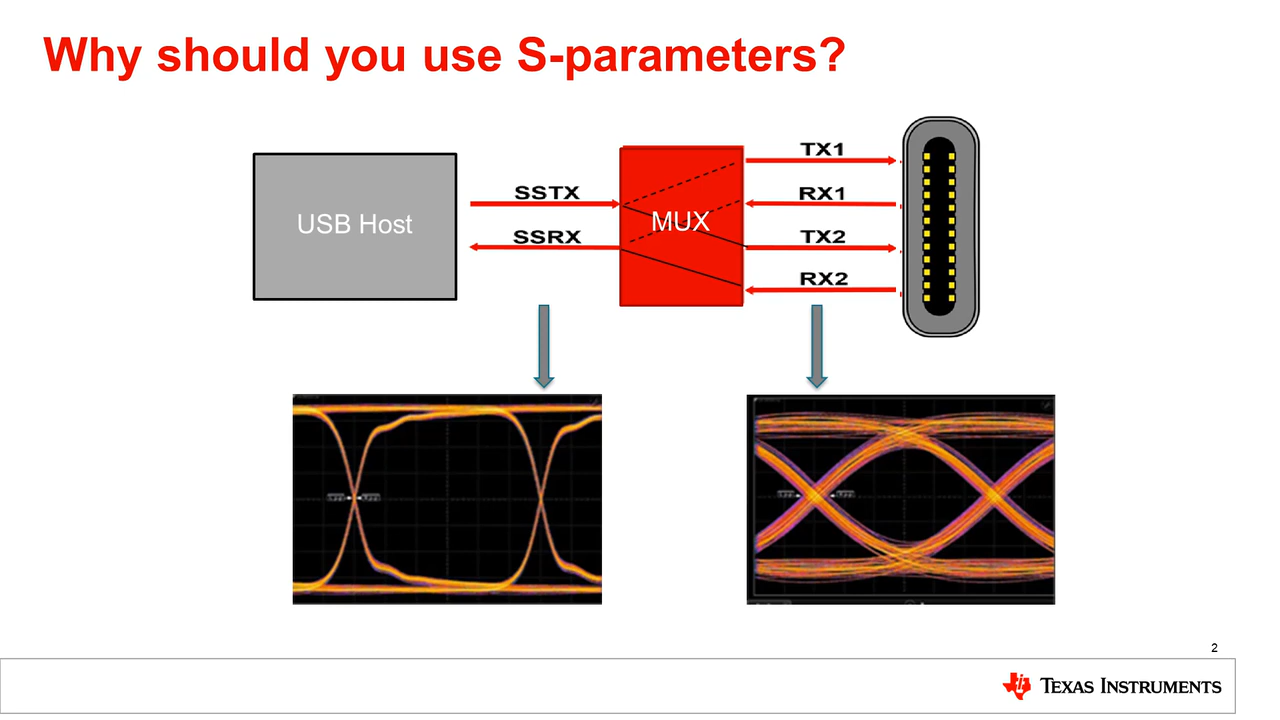 Why should you use S-parameters?
USB Host
SSTX
SSRX
MUX
TX1
RX1
TX2
RX2
2
TEXAS INSTRUMENTS